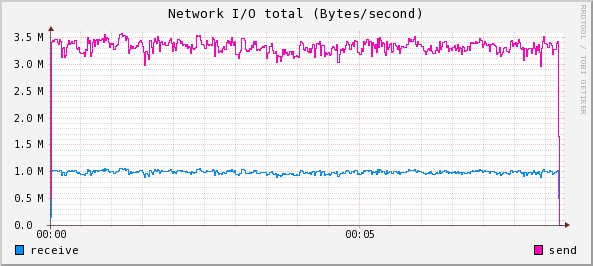 Network I/O total (Bytes/second)
3.5 M
3.0 M
2.5 M
2.0 M
1.5 M
1.0 M
0.5 M
0.0
00:00 00:05
receive send
RRDTOOL / TOBI OETIKER